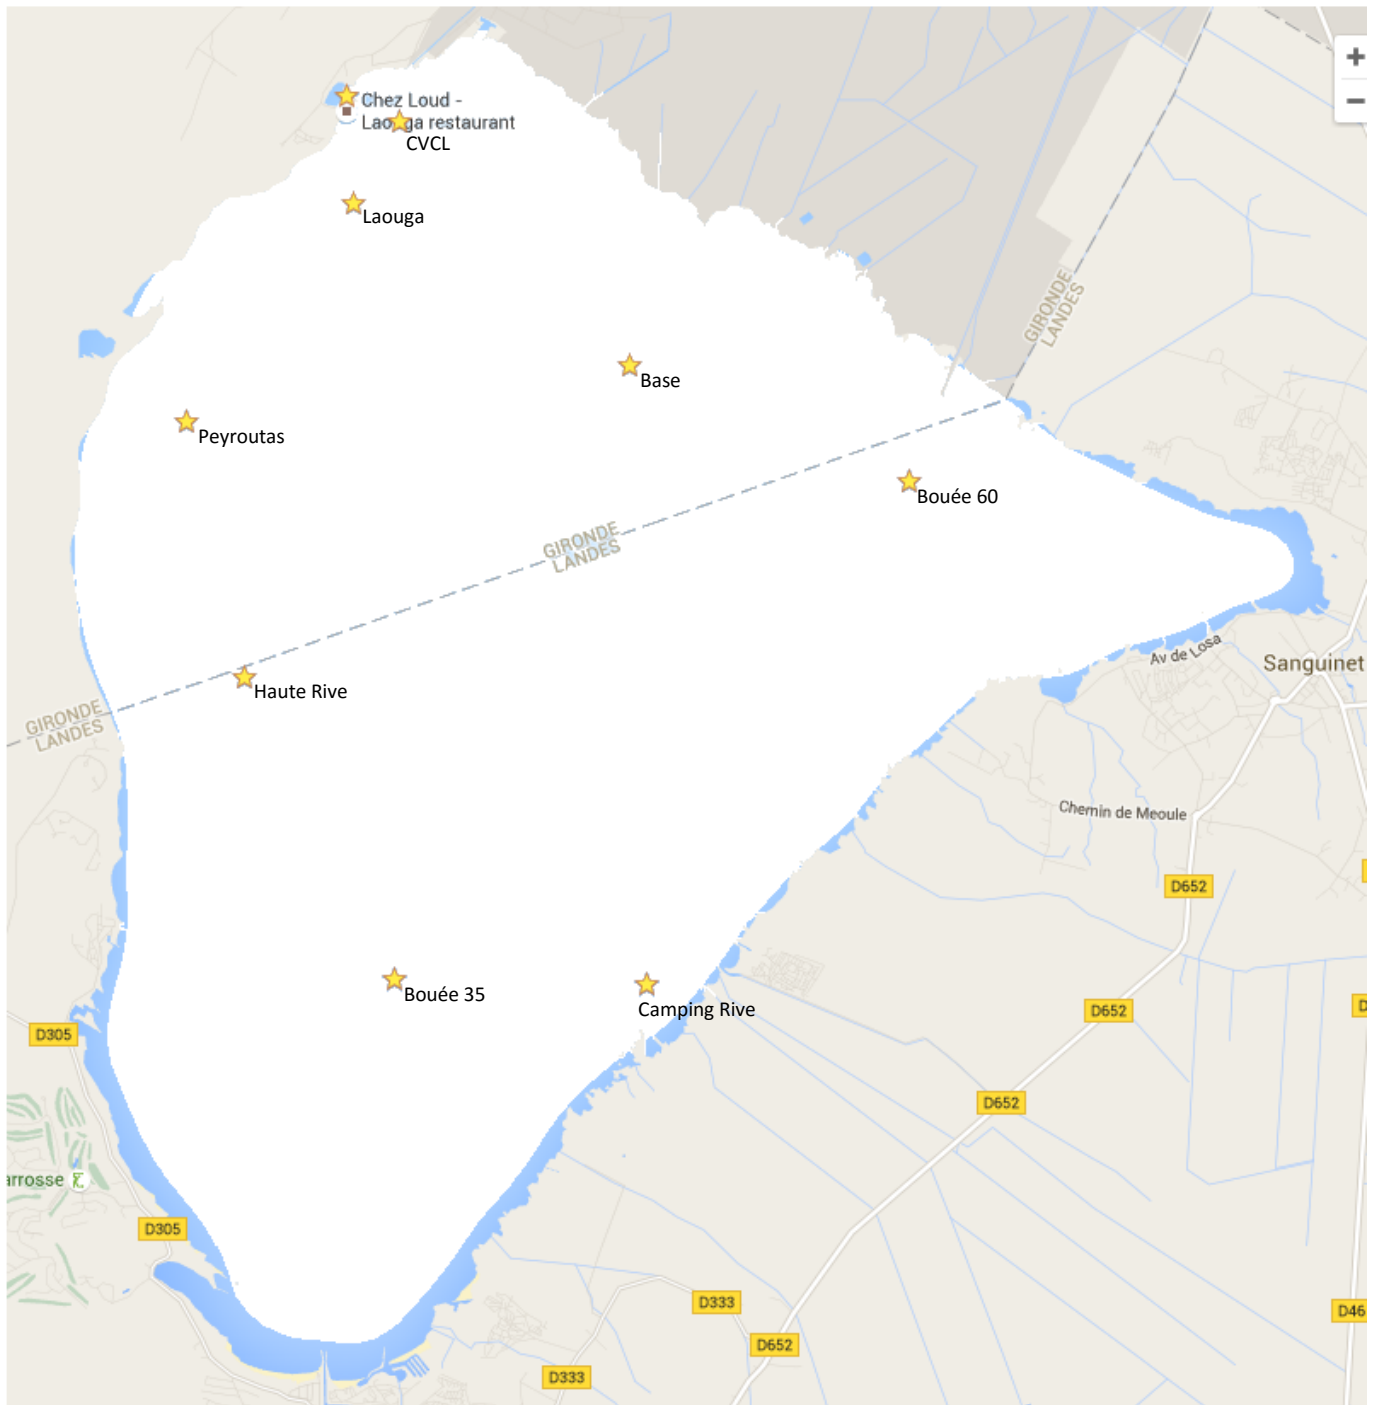 +
−
Chez Loud -
Laouga restaurant
CVCL
Laouga
GIRONDE
LANDES
Base
Peyroutas
Bouée 60
GIRONDE
LANDES
Av de Losa
Sanguinet
Haute Rive
GIRONDE
LANDES
Chemin de Meoule
D652
Bouée 35
Camping Rive
D652
D
D305
D652
arrosse
D305
D333
D46
D652
D333